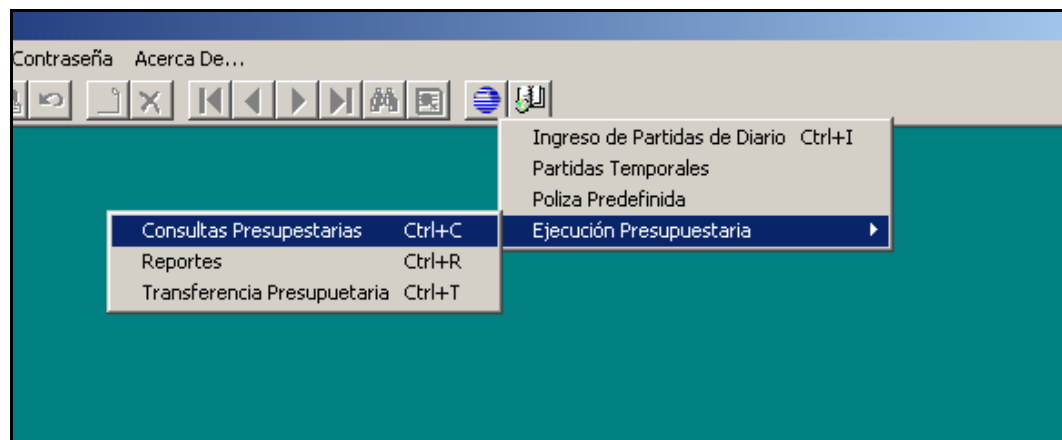 Contraseña Acerca De...
Ingreso de Partidas de Diario Ctrl+I
Partidas Temporales
Poliza Predefinida
Ejecución Presupuestaria
Consultas Presupestarias Ctrl+C
Reportes Ctrl+R
Transferencia Presupuetaria Ctrl+T